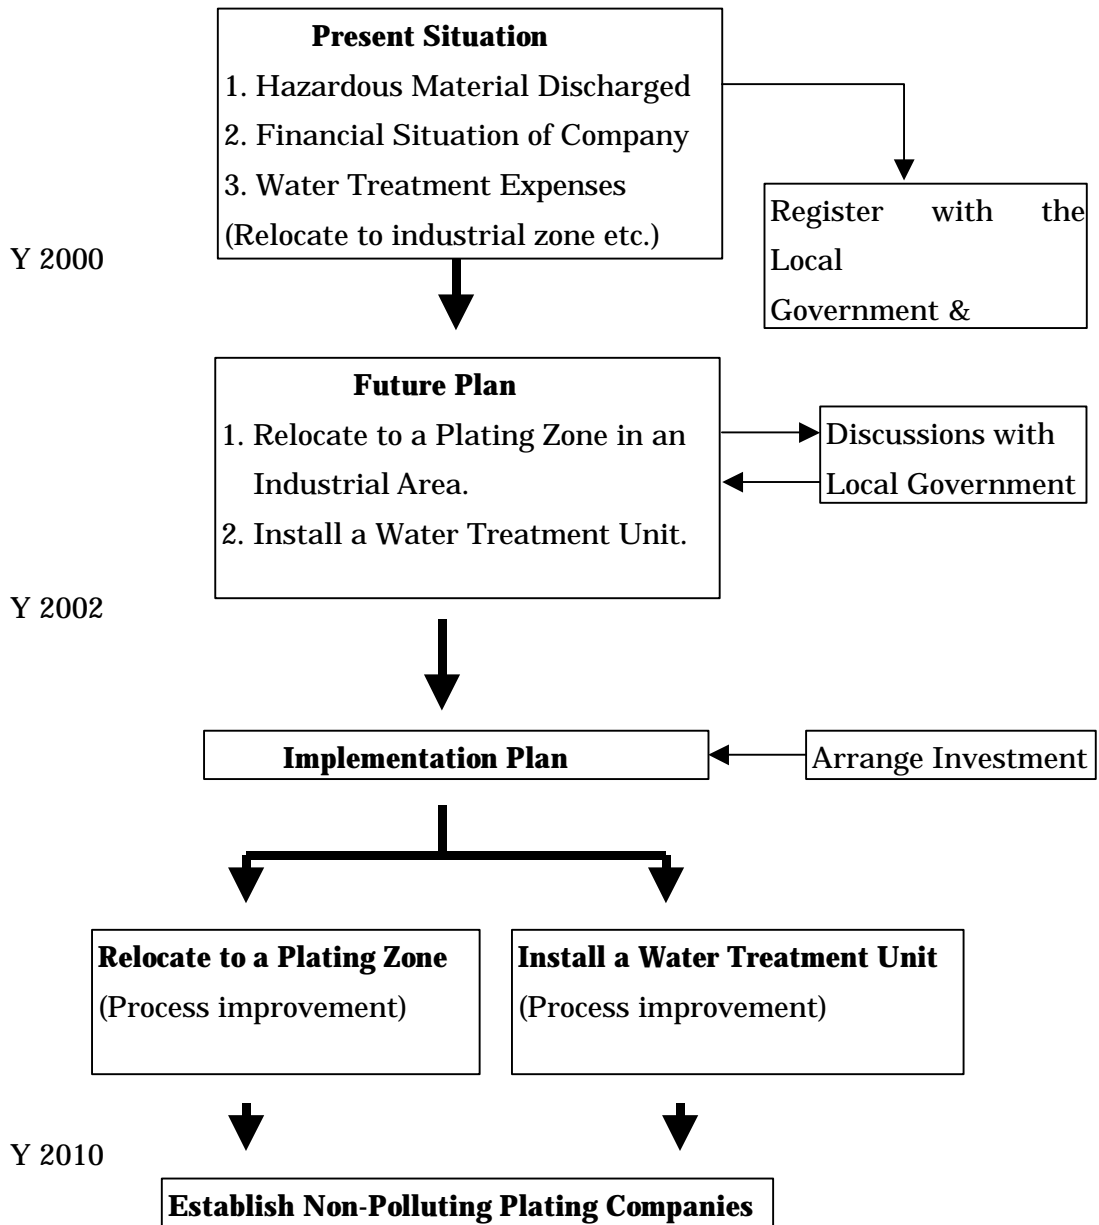 Present Situation
1. Hazardous Material Discharged
2. Financial Situation of Company
3. Water Treatment Expenses
(Relocate to industrial zone etc.)
Register with the
Local
Government &
Y 2000
Future Plan
1. Relocate to a Plating Zone in an
Industrial Area.
2. Install a Water Treatment Unit.
Discussions with
Local Government
Y 2002
Implementation Plan
Arrange Investment
Relocate to a Plating Zone
(Process improvement)
Install a Water Treatment Unit
(Process improvement)
Y 2010
Establish Non-Polluting Plating Companies